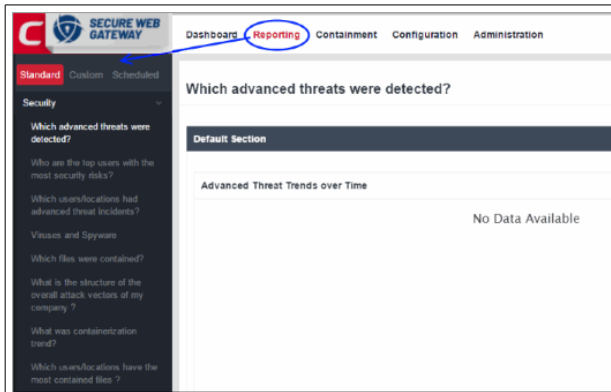 C SECURE WEB
GATEWAY
Dashboard Reporting Containment Configuration Administration
Standard Custom Scheduled
Security
Which advanced threats were
detected?
Who are the top users with the
most security risks?
Which users/locations had
advanced threat incidents?
Viruses and Spyware
Which files were contained?
What is the structure of the
overall attack vectors of my
company ?
What was containerization
trend?
Which users/locations have the
most contained files ?
Which advanced threats were detected?
Default Section
Advanced Threat Trends over Time
No Data Available